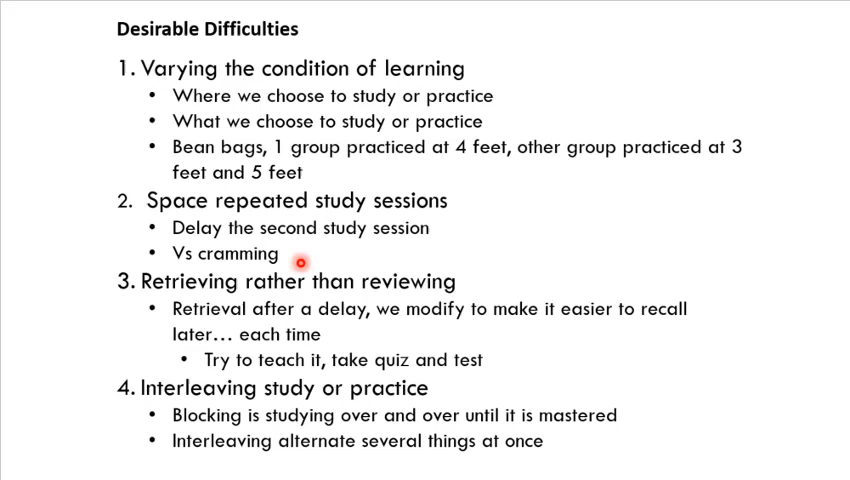 Desirable Difficulties
1. Varying the condition of learning
• Where we choose to study or practice
• What we choose to study or practice
• Bean bags, 1 group practiced at 4 feet, other group practiced at 3
feet and 5 feet
2. Space repeated study sessions
• Delay the second study session
• Vs cramming
3. Retrieving rather than reviewing
• Retrieval after a delay, we modify to make it easier to recall
later... each time
• Try to teach it, take quiz and test
4. Interleaving study or practice
• Blocking is studying over and over until it is mastered
• Interleaving alternate several things at once